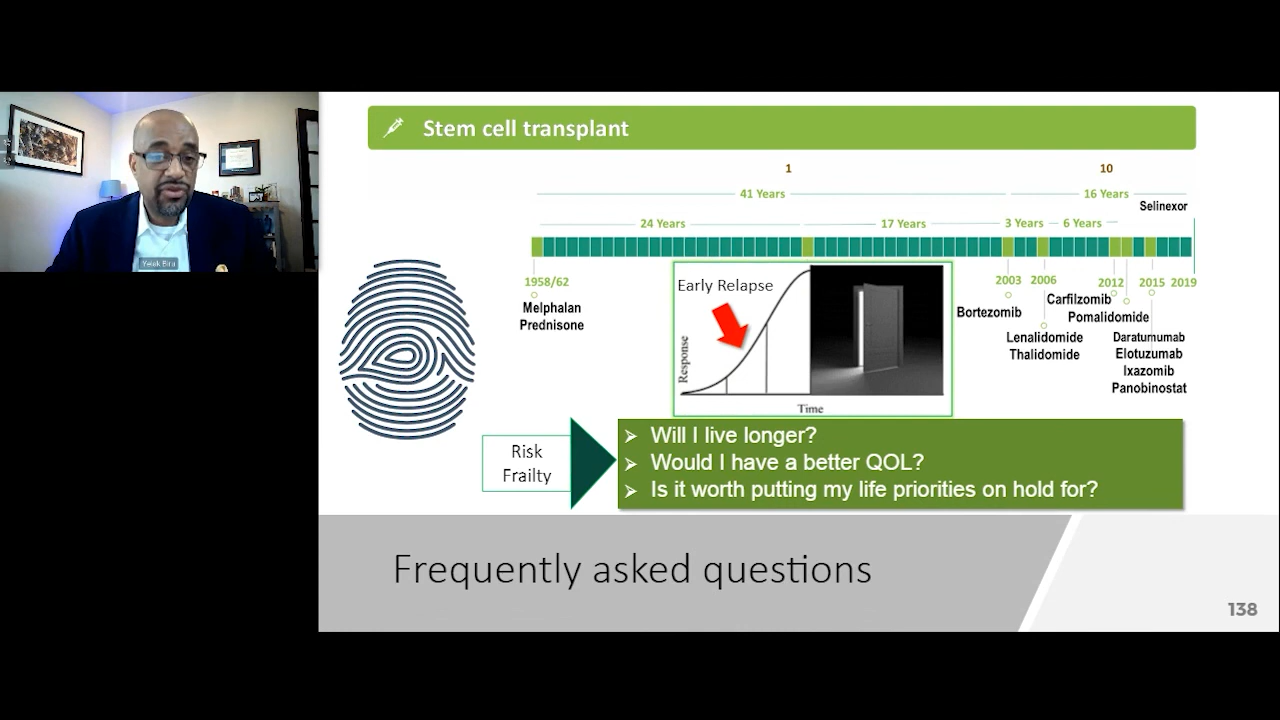 Stem cell transplant
1
10
41 Years
16 Years
Selinexor
24 Years
17 Years
3 Years
6 Years
1958/62
2003
2006
2012
2015
2019
Melphalan
Prednisone
Bortezomib
Lenalidomide
Thalidomide
Carfilzomib
Pomalidomide
Daratumumab
Elotuzumab
Ixazomib
Panobinostat
Early Relapse
Response
Time
Risk
Frailty
Will I live longer?
Would I have a better QOL?
Is it worth putting my life priorities on hold for?
Frequently asked questions
138